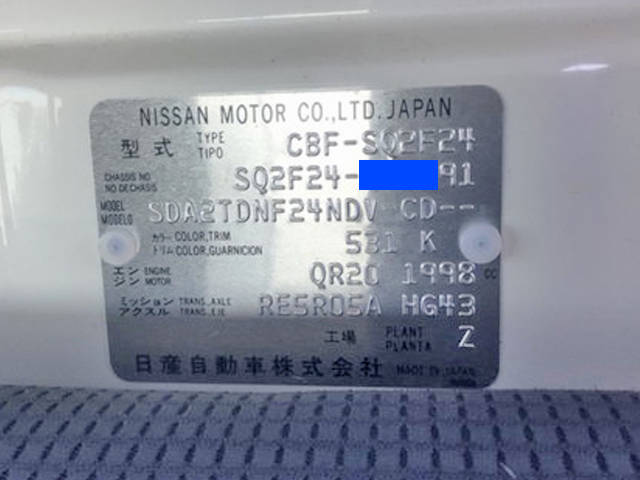 NISSAN MOTOR CO.,LTD. JAPAN
型式 TYPE TIPO CBF-SQ2F24
CHASSIS NO NO DECHASIS SQ2F24- 91
MODEL MODELO SDA2TDNF24NDV CD--
カラー COLOR,TRIM トリム COLOR,GUARNICION 531 K
エンジン ENGINE MOTOR QR20 1998 CC
ミッション アクスル TRANS.AXLE TRANS.EJE RE5R05A HG43
工場 PLANT PLANTA Z
日産自動車株式会社 MADE IN JAPAN